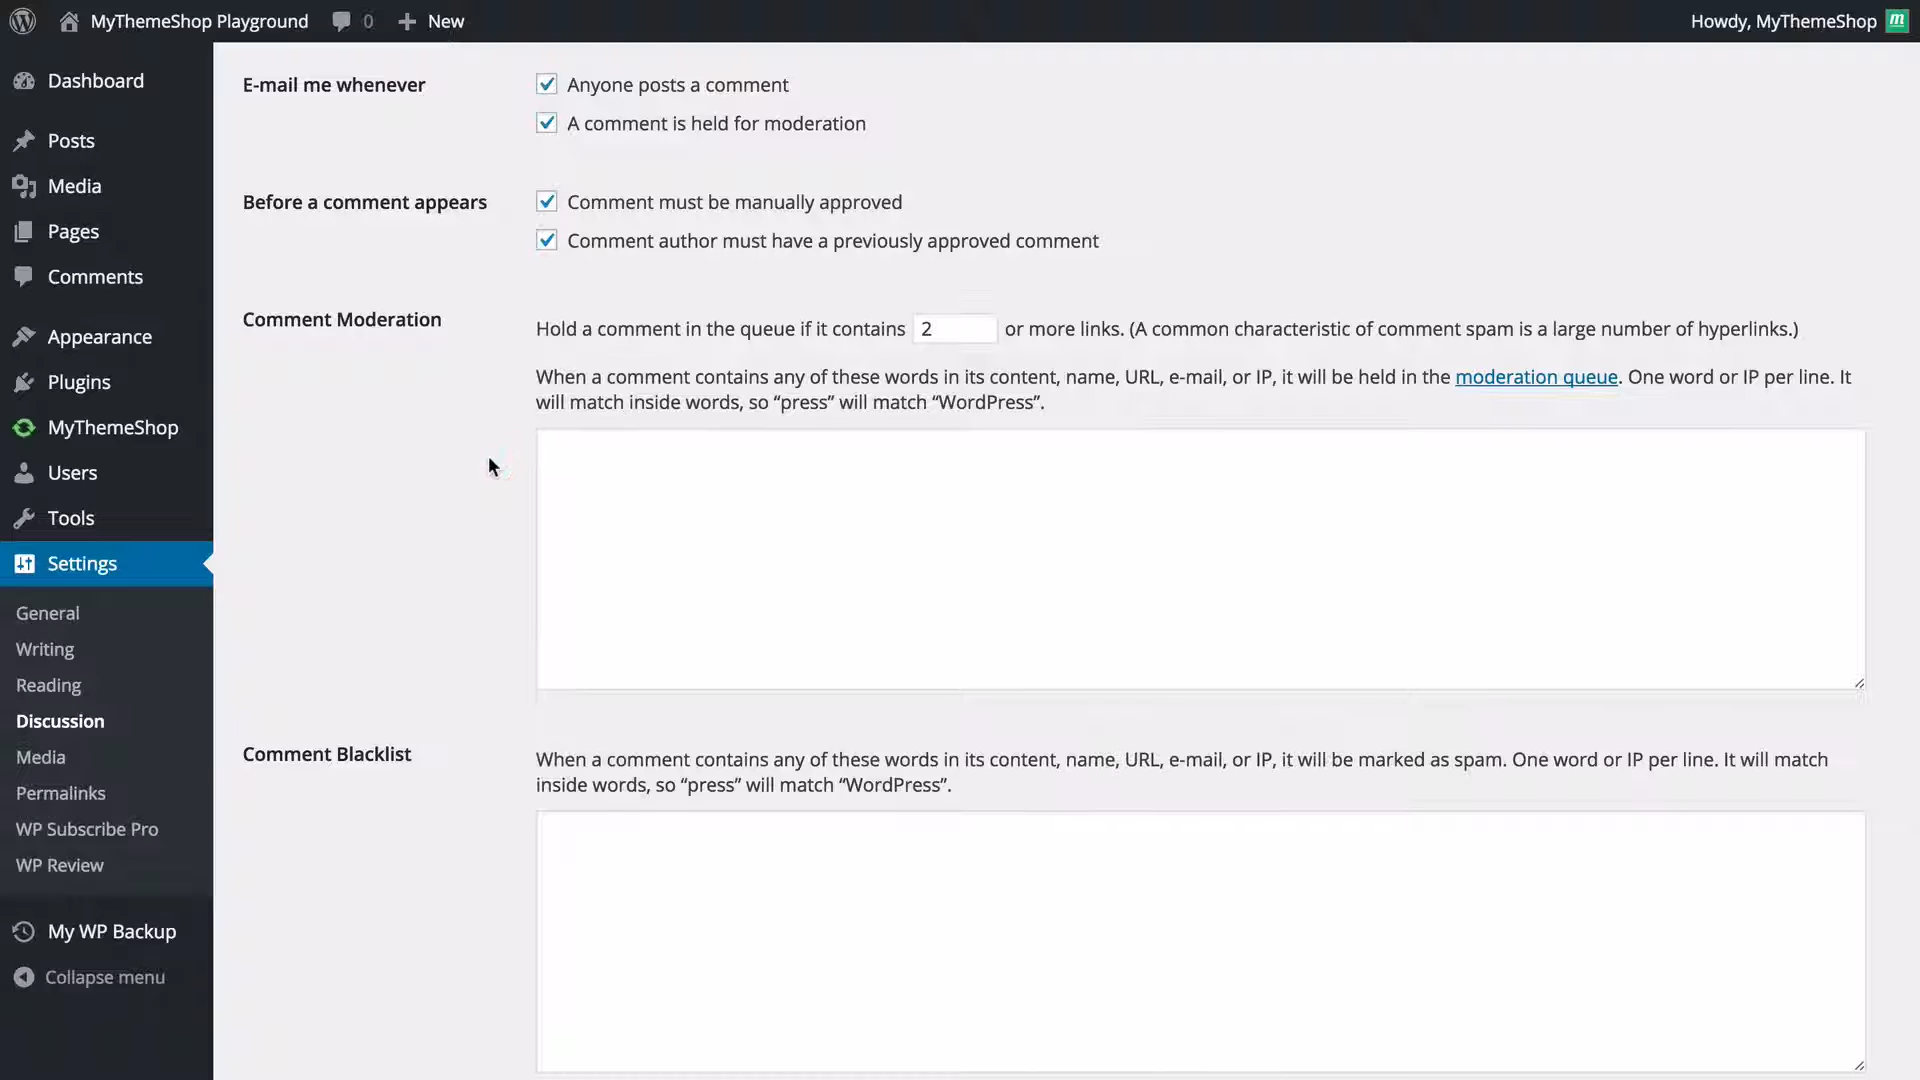 MyThemeShop Playground
0
New
Howdy, MyThemeShop
m
Dashboard
Posts
Media
Pages
Comments
Appearance
Plugins
MyThemeShop
Users
Tools
Settings
General
Writing
Reading
Discussion
Media
Permalinks
WP Subscribe Pro
WP Review
My WP Backup
Collapse menu
E-mail me whenever
Anyone posts a comment
A comment is held for moderation
Before a comment appears
Comment must be manually approved
Comment author must have a previously approved comment
Comment Moderation
Hold a comment in the queue if it contains 2 or more links. (A common characteristic of comment spam is a large number of hyperlinks.)
When a comment contains any of these words in its content, name, URL, e-mail, or IP, it will be held in the moderation queue. One word or IP per line. It
will match inside words, so “press” will match “WordPress”.
Comment Blacklist
When a comment contains any of these words in its content, name, URL, e-mail, or IP, it will be marked as spam. One word or IP per line. It will match
inside words, so “press” will match “WordPress”.